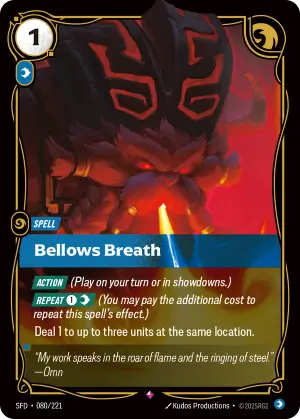 1
SPELL
Bellows Breath
ACTION (Play on your turn or in showdowns.)
REPEAT 1 (You may pay the additional cost to
repeat this spell's effect.)
Deal 1 to up to three units at the same location.
"My work speaks in the roar of flame and the ringing of steel."
—Ornn
SFD • 080/221
Kudos Productions • ©2025RGI